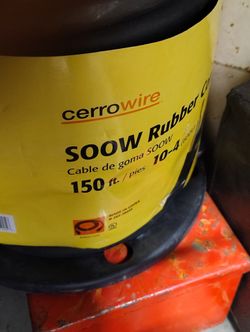 cerrowire
SOOW Rubber
Cable de goma SOOW
10-4
150 ft. / pies